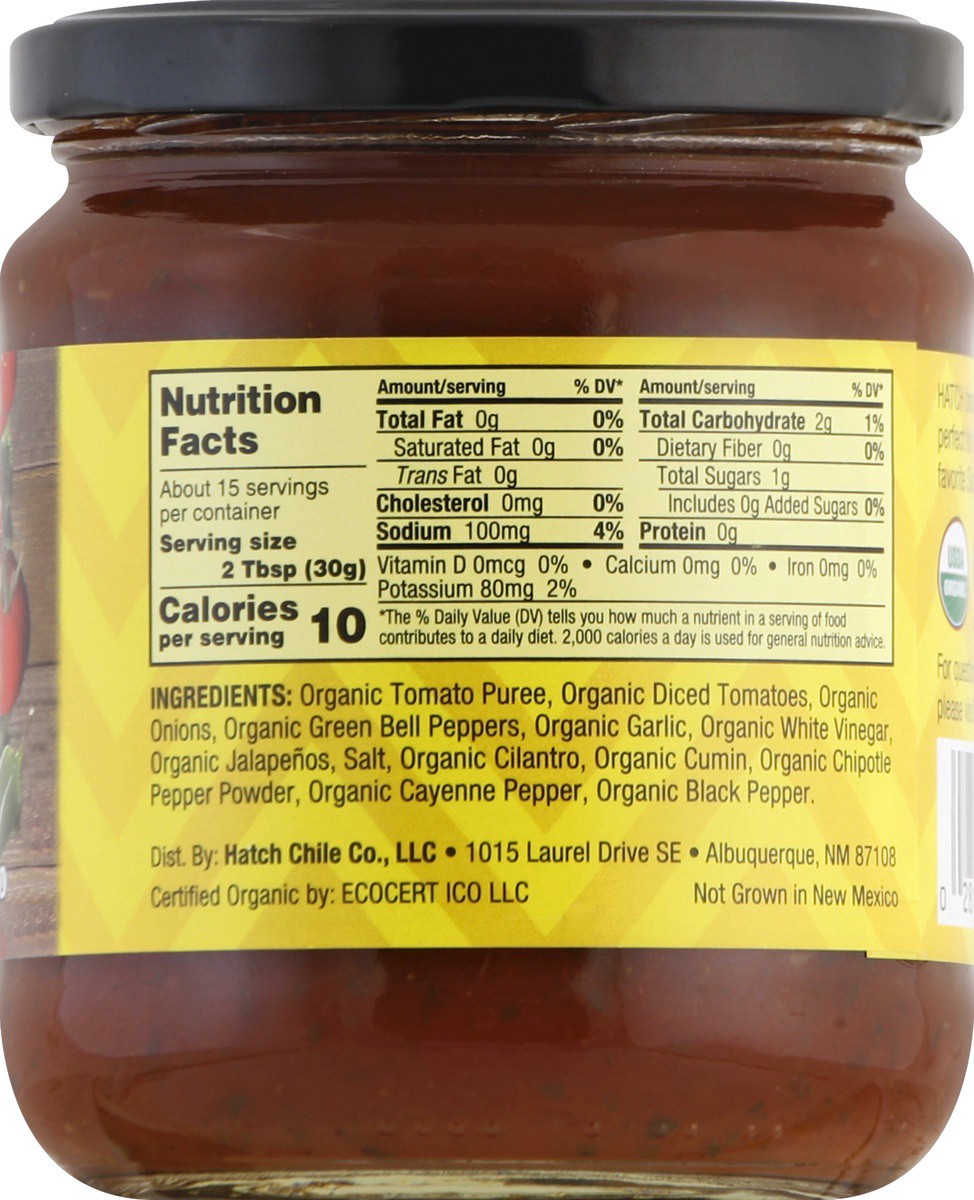 Nutrition
Facts
About 15 servings
per container
Serving size
2 Tbsp (30g)
Calories
per serving 10
Amount/serving % DV*
Total Fat 0g 0%
Saturated Fat 0g 0%
Trans Fat 0g
Cholesterol 0mg 0%
Sodium 100mg 4%
Amount/serving % DV*
Total Carbohydrate 2g 1%
Dietary Fiber 0g 0%
Total Sugars 1g
Includes 0g Added Sugars 0%
Protein 0g
Vitamin D 0mcg 0% • Calcium 0mg 0% • Iron 0mg 0%
Potassium 80mg 2%
*The % Daily Value (DV) tells you how much a nutrient in a serving of food
contributes to a daily diet. 2,000 calories a day is used for general nutrition advice.
INGREDIENTS: Organic Tomato Puree, Organic Diced Tomatoes, Organic
Onions, Organic Green Bell Peppers, Organic Garlic, Organic White Vinegar,
Organic Jalapeños, Salt, Organic Cilantro, Organic Cumin, Organic Chipotle
Pepper Powder, Organic Cayenne Pepper, Organic Black Pepper.
Dist. By: Hatch Chile Co., LLC • 1015 Laurel Drive SE • Albuquerque, NM 87108
Certified Organic by: ECOCERT ICO LLC Not Grown in New Mexico
HATCH
perfect
favorite
USDA
ORGANIC
For
please
0